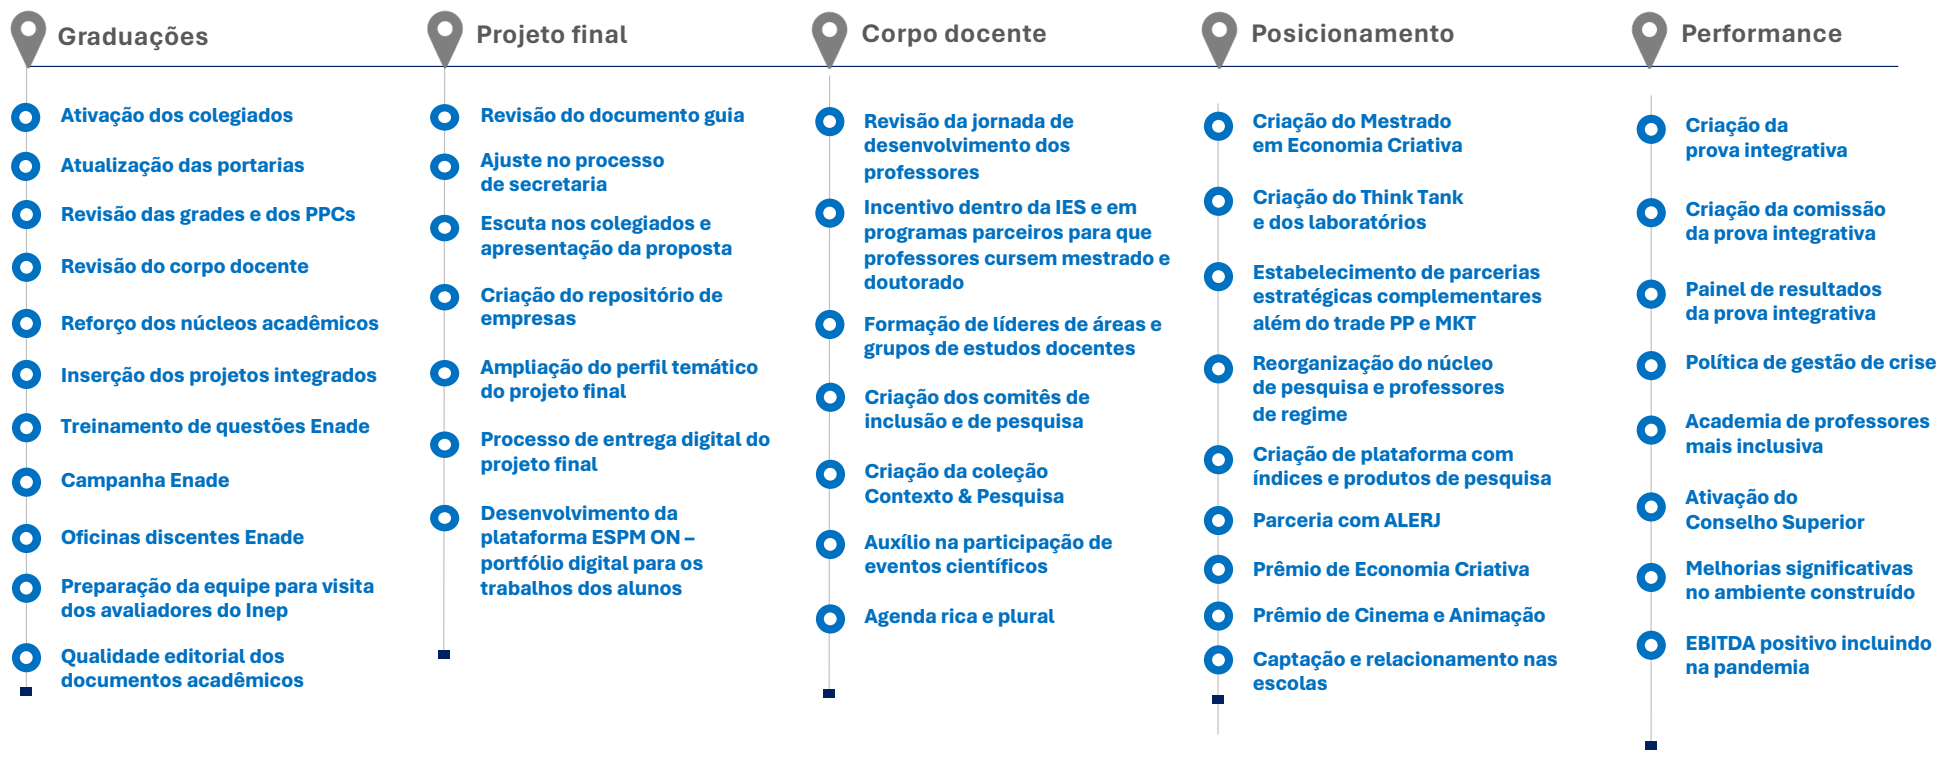 Graduações
Ativação dos colegiados
Atualização das portarias
Revisão das grades e dos PPCs
Revisão do corpo docente
Reforço dos núcleos acadêmicos
Inserção dos projetos integrados
Treinamento de questões Enade
Campanha Enade
Oficinas discentes Enade
Preparação da equipe para visita
dos avaliadores do Inep
Qualidade editorial dos
documentos acadêmicos
Projeto final
Revisão do documento guia
Ajuste no processo
de secretaria
Escuta nos colegiados e
apresentação da proposta
Criação do repositório de
empresas
Ampliação do perfil temático
do projeto final
Processo de entrega digital do
projeto final
Desenvolvimento da
plataforma ESPM ON –
portfólio digital para os
trabalhos dos alunos
Corpo docente
Revisão da jornada de
desenvolvimento dos
professores
Incentivo dentro da IES e em
programas parceiros para que
professores cursem mestrado e
doutorado
Formação de líderes de áreas e
grupos de estudos docentes
Criação dos comitês de
inclusão e de pesquisa
Criação da coleção
Contexto & Pesquisa
Auxílio na participação de
eventos científicos
Agenda rica e plural
Posicionamento
Criação do Mestrado
em Economia Criativa
Criação do Think Tank
e dos laboratórios
Estabelecimento de parcerias
estratégicas complementares
além do trade PP e MKT
Reorganização do núcleo
de pesquisa e professores
de regime
Criação de plataforma com
índices e produtos de pesquisa
Parceria com ALERJ
Prêmio de Economia Criativa
Prêmio de Cinema e Animação
Captação e relacionamento nas
escolas
Performance
Criação da
prova integrativa
Criação da comissão
da prova integrativa
Painel de resultados
da prova integrativa
Política de gestão de crise
Academia de professores
mais inclusiva
Ativação do
Conselho Superior
Melhorias significativas
no ambiente construído
EBITDA positivo incluindo
na pandemia